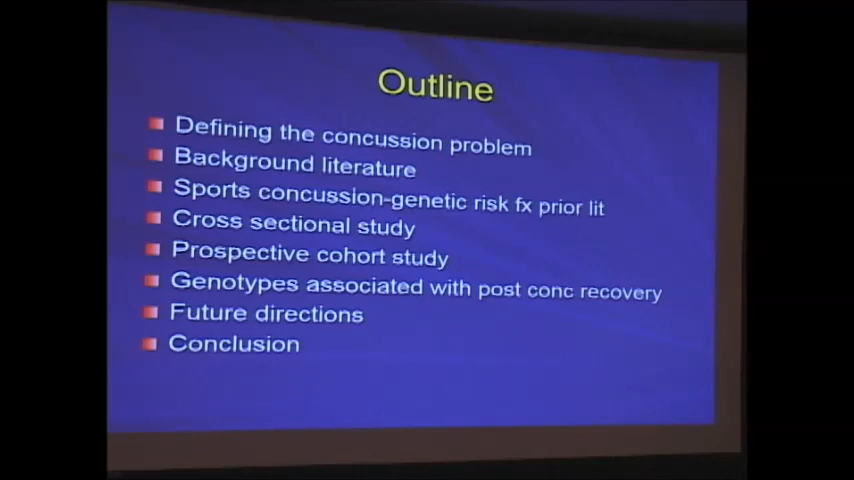 Outline
Defining the concussion problem
Background literature
Sports concussion-genetic risk fx prior lit
Cross sectional study
Prospective cohort study
Genotypes associated with post conc recovery
Future directions
Conclusion